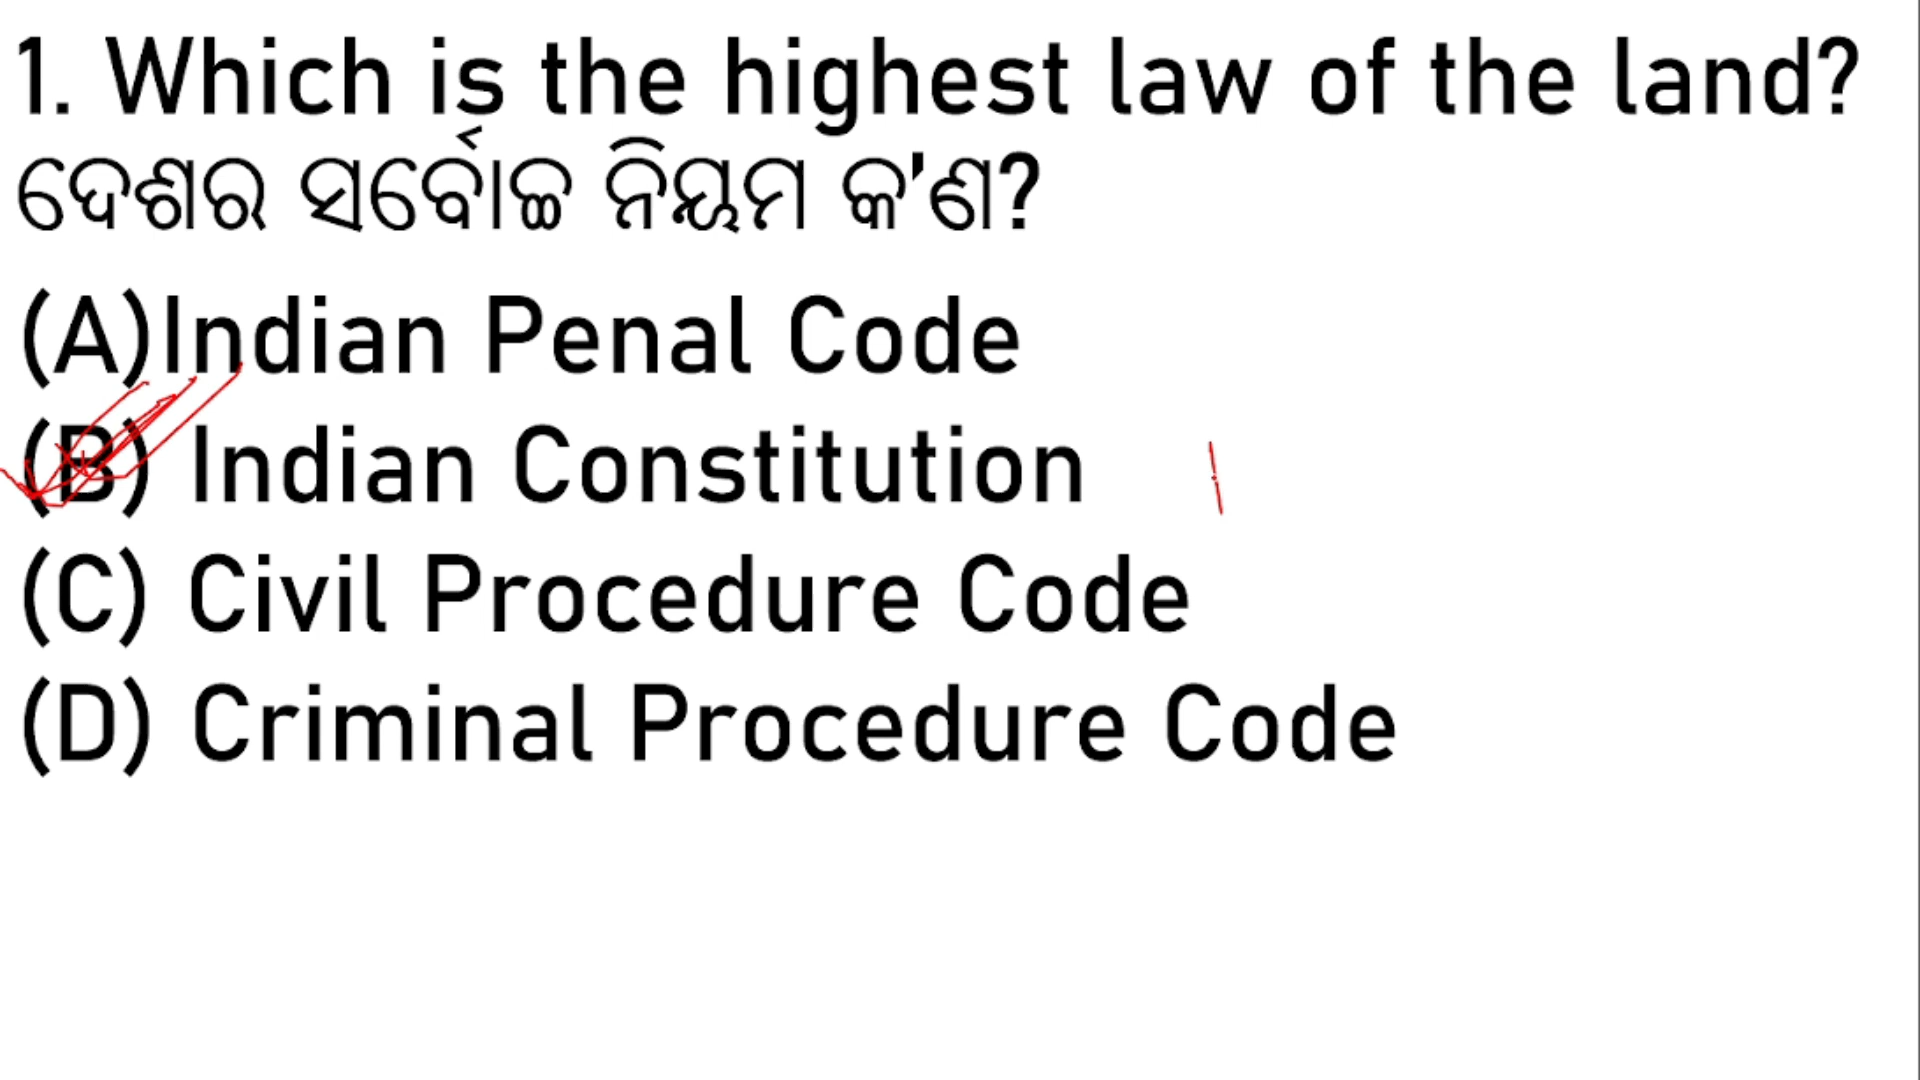 1. Which is the highest law of the land?
ଦେଶର ସର୍ବୋଚ୍ଚ ନିୟମ କ'ଣ?
(A)Indian Penal Code
(B) Indian Constitution
(C) Civil Procedure Code
(D) Criminal Procedure Code